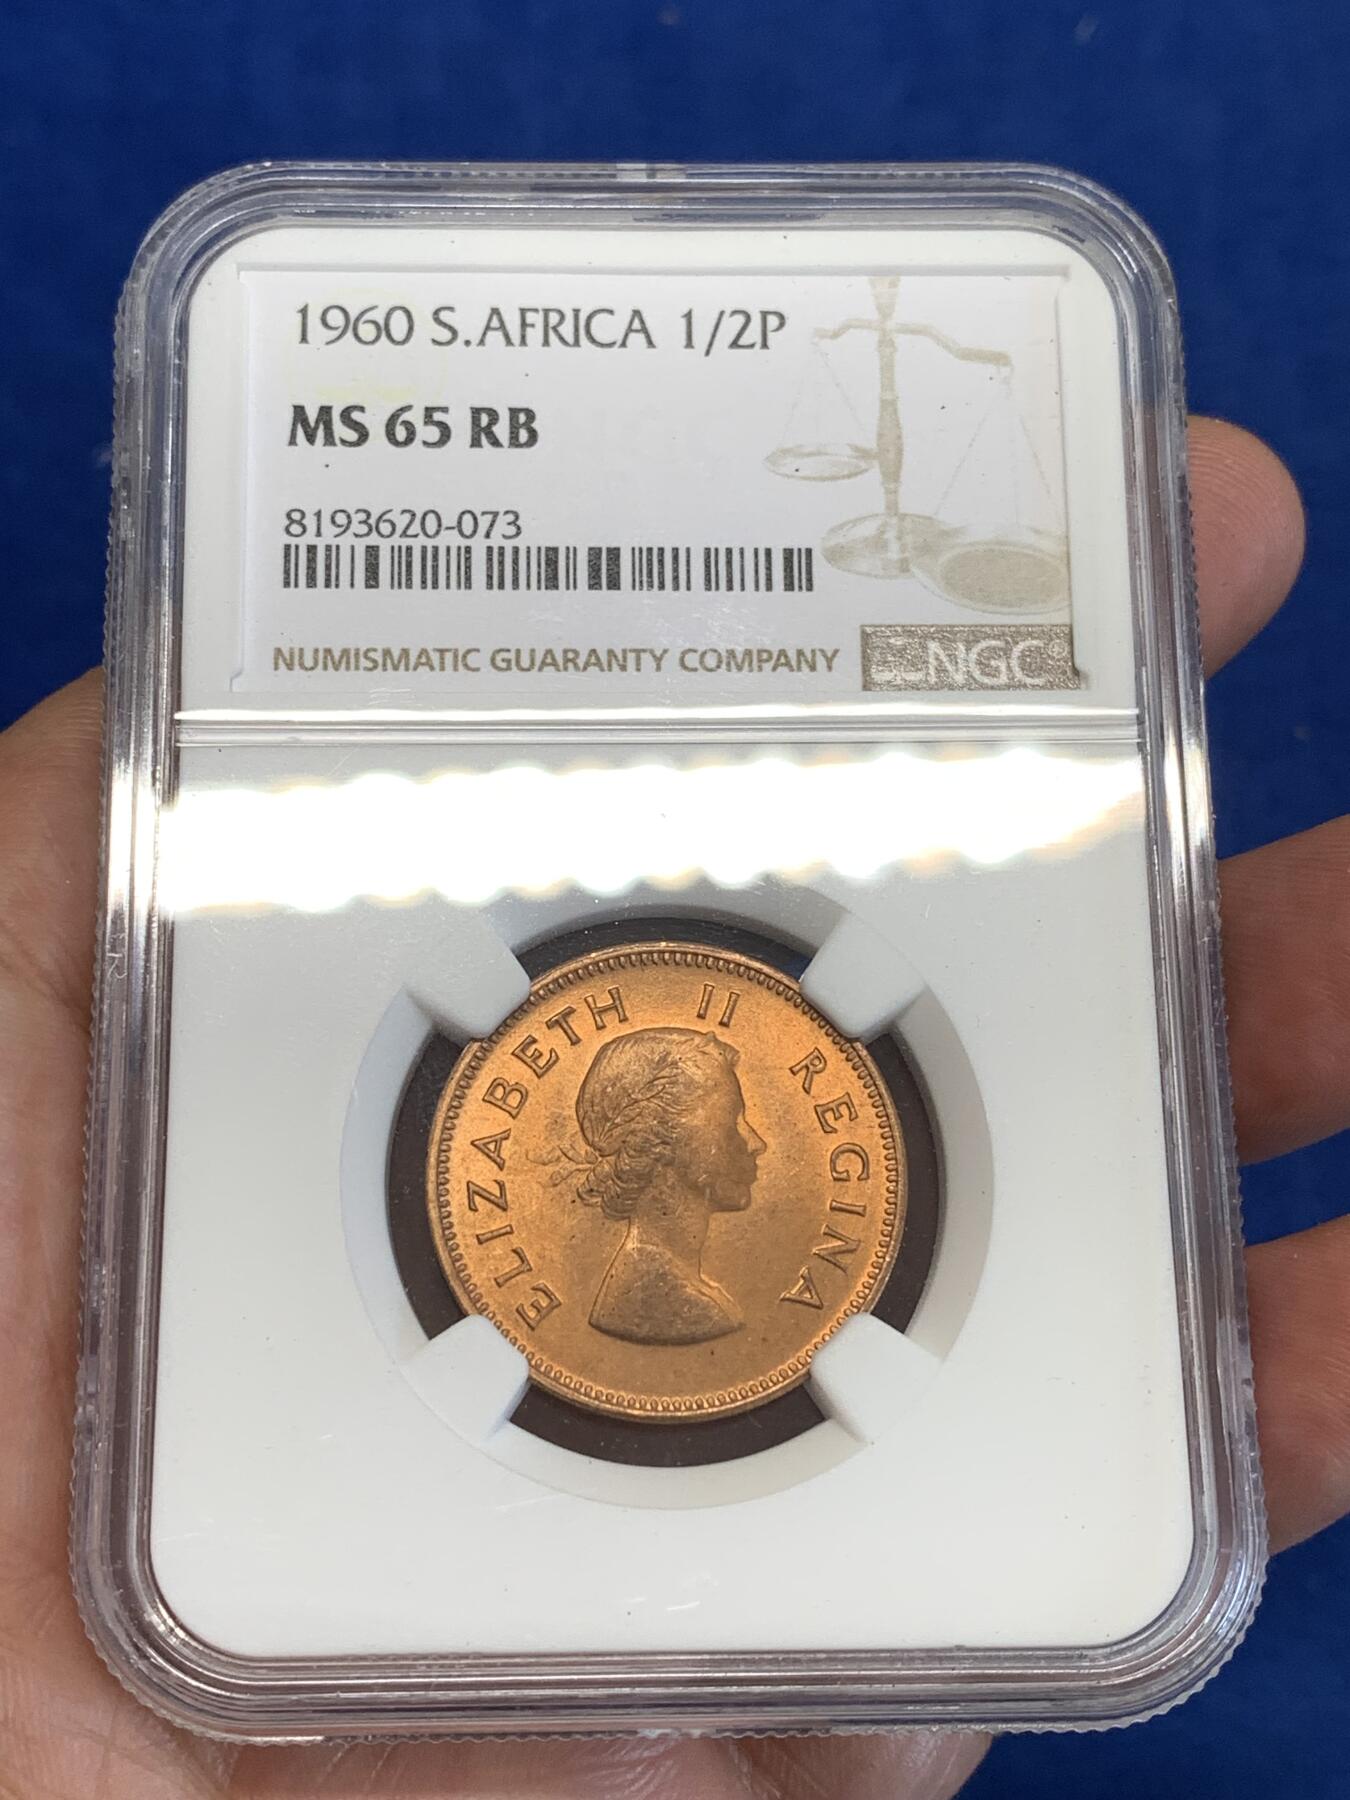 1960 S.AFRICA 1/2P
MS 65 RB
8193620-073
NUMISMATIC GUARANTY COMPANY
NGC
ELIZABETH II REGINA